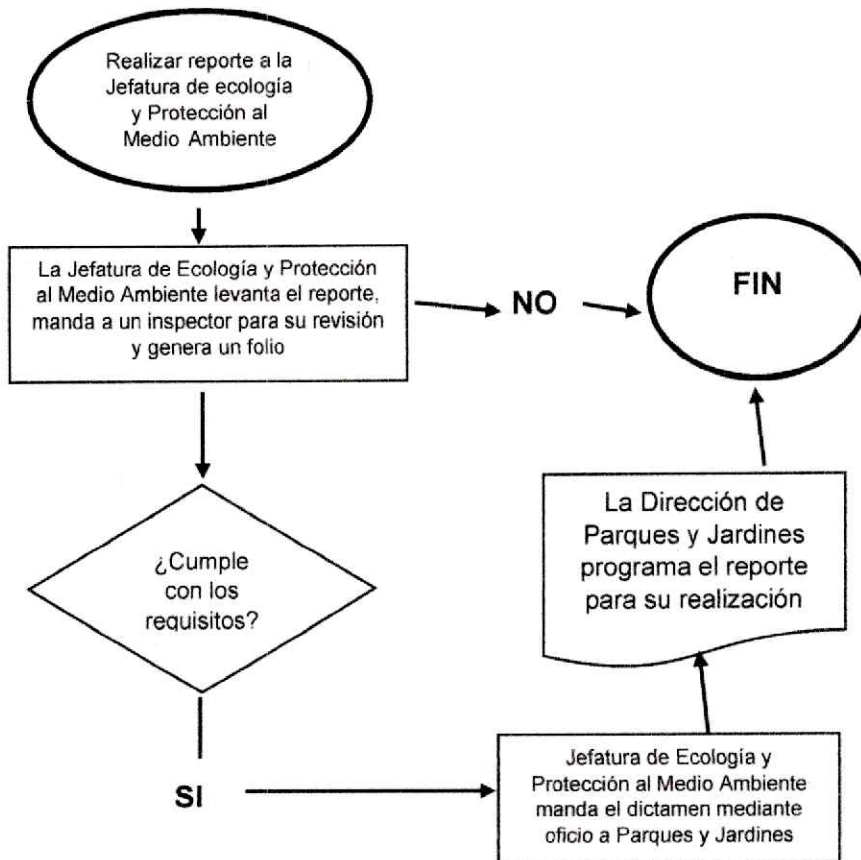 Realizar reporte a la
Jefatura de ecología
y Protección al
Medio Ambiente
La Jefatura de Ecología y Protección
al Medio Ambiente levanta el reporte,
manda a un inspector para su revisión
y genera un folio
NO
FIN
¿Cumple
con los
requisitos?
SI
Jefatura de Ecología y
Protección al Medio Ambiente
manda el dictamen mediante
oficio a Parques y Jardines
La Dirección de
Parques y Jardines
programa el reporte
para su realización